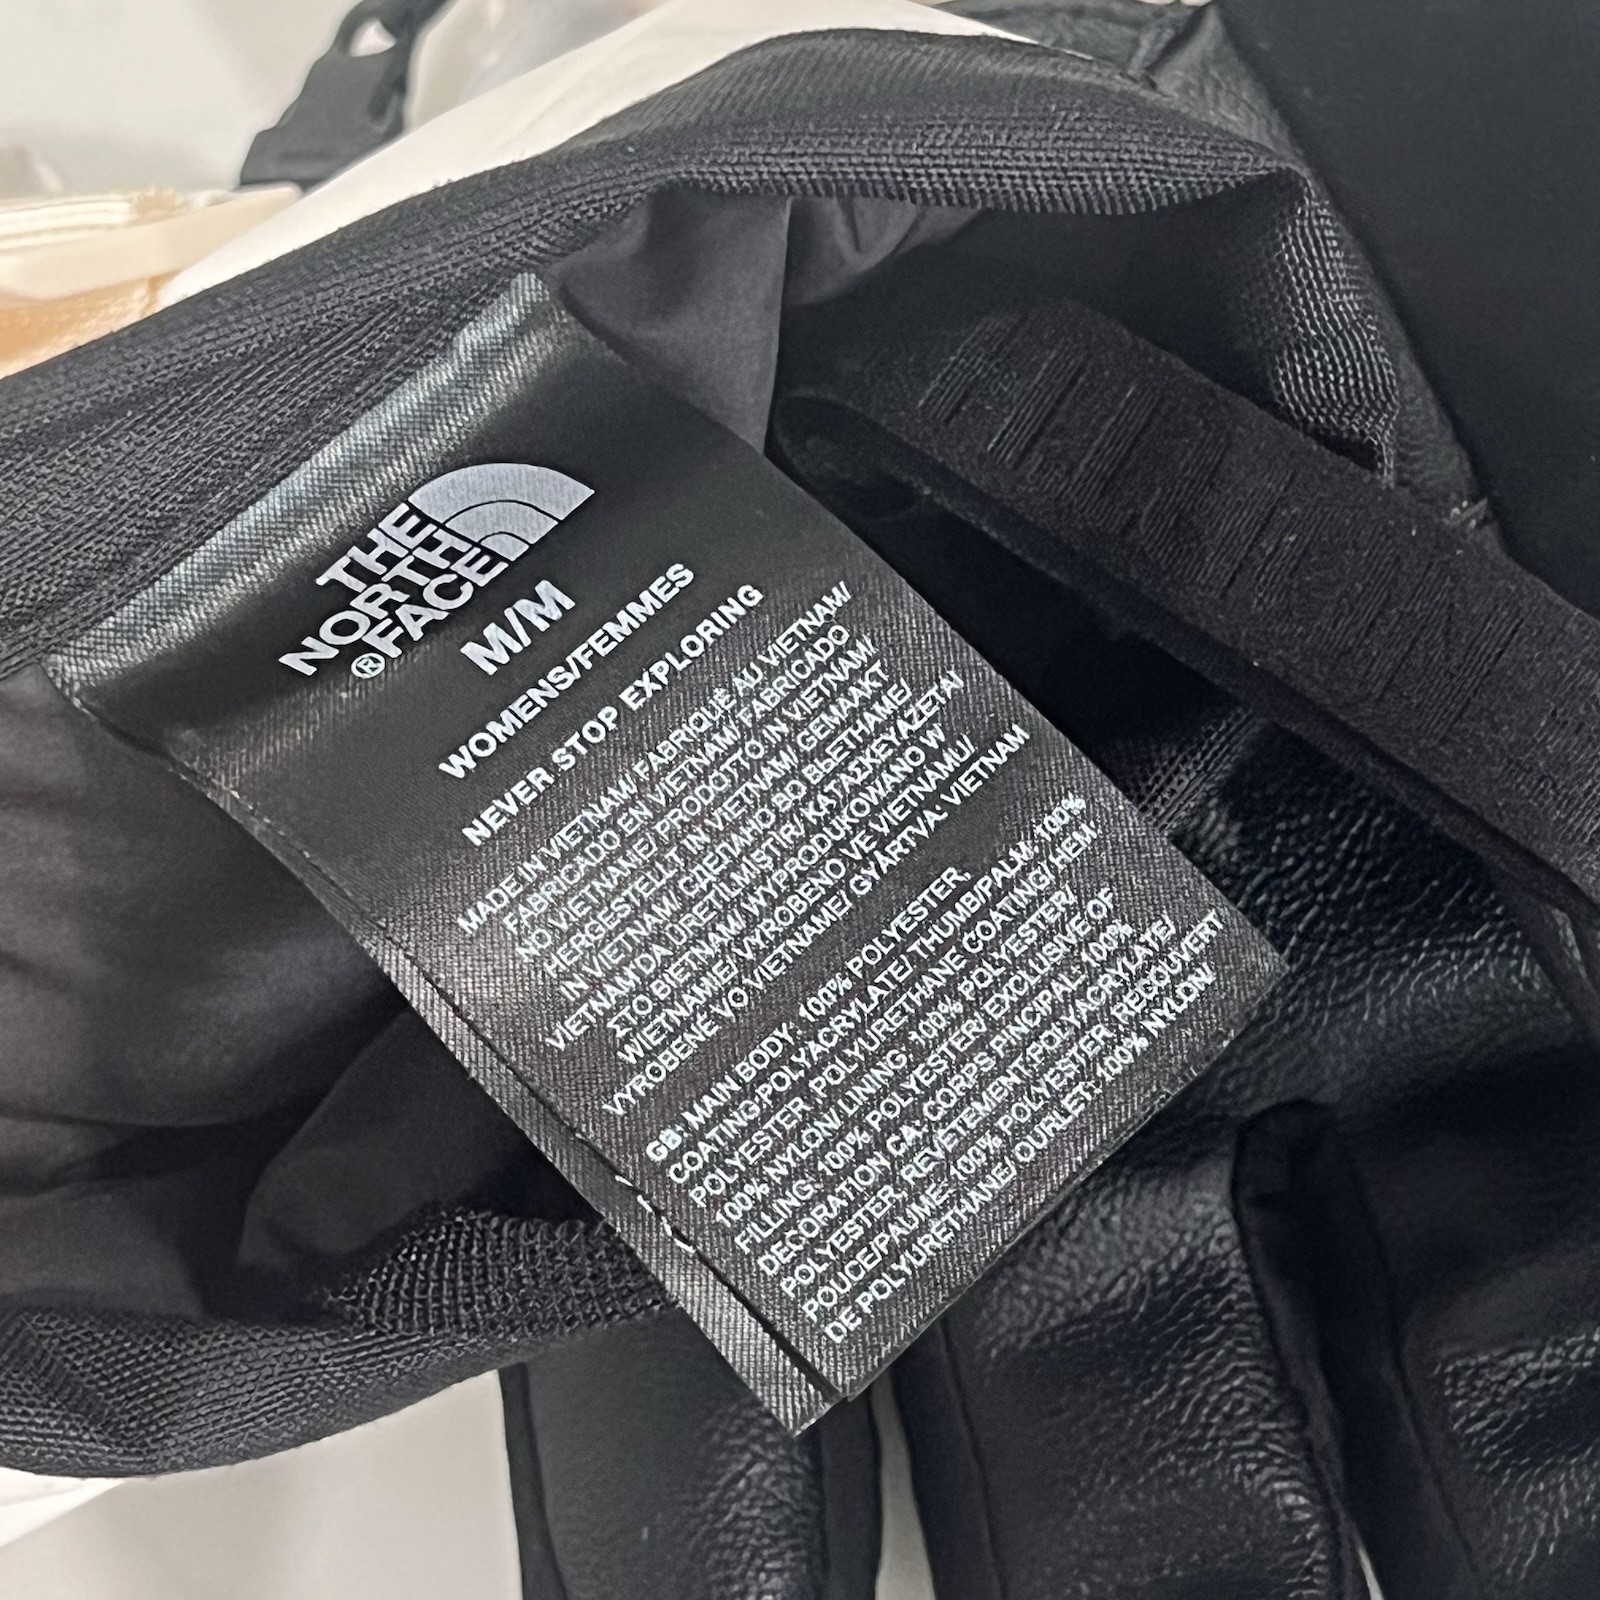 THE
NORTH
FACE
®
M/M
WOMENS/FEMMES
NEVER STOP EXPLORING
MADE IN VIETNAM/ FABRIQUÉ AU VIETNAM/
FABRICADO EN VIETNAM/ FABRICADO
NO VIETNAME/ PRODOTTO IN VIETNAM/
HERGESTELLT IN VIETNAM/ GEMAAKT
IN VIETNAM/ СДЕЛАНО ВО ВЬЕТНАМЕ/
VIETNAM'DA ÜRETİLMİŞTİR/ ΚΑΤΑΣΚΕΥΑΖΕΤΑΙ
ΣΤΟ ΒΙΕΤΝΑΜ/ WYPRODUKOWANO W
WIETNAMIE/ VYROBENO VE VIETNAMU/
VYROBENÉ VO VIETNAME/ GYÁRTVA: VIETNAM
GB: MAIN BODY: 100% POLYESTER,
COATING:POLYACRYLATE/ THUMB/PALM: 100%
POLYESTER, POLYURETHANE COATING/ HEM:
100% NYLON/ LINING: 100% POLYESTER/
FILLING: 100% POLYESTER/ EXCLUSIVE OF
DECORATION CA: CORPS PRINCIPAL: 100%
POLYESTER, REVÊTEMENT:POLYACRYLATE/
POUCE/PAUME: 100% POLYESTER, RECOUVERT
DE POLYURÉTHANE/ OURLET: 100% NYLON/